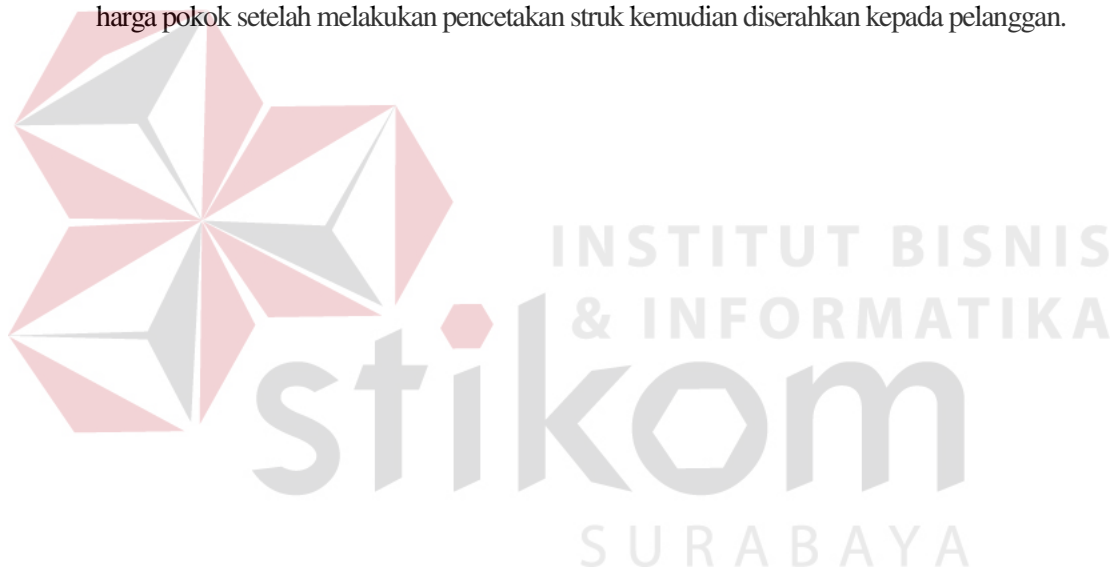 harga pokok setelah melakukan pencetakan struk kemudian diserahkan kepada pelanggan.
INSTITUT BISNIS
& INFORMATIKA
stikom
SURABAYA